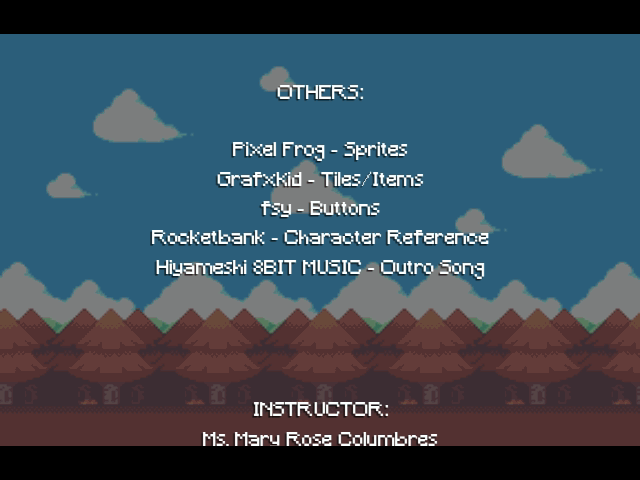 OTHERS:
Pixel Frog - Sprites
GrafxKid - Tiles/Items
fsy - Buttons
Rocketbank - Character Reference
Hiyameshi 8BIT MUSIC - Outro Song
INSTRUCTOR:
Ms. Mary Rose Columbres